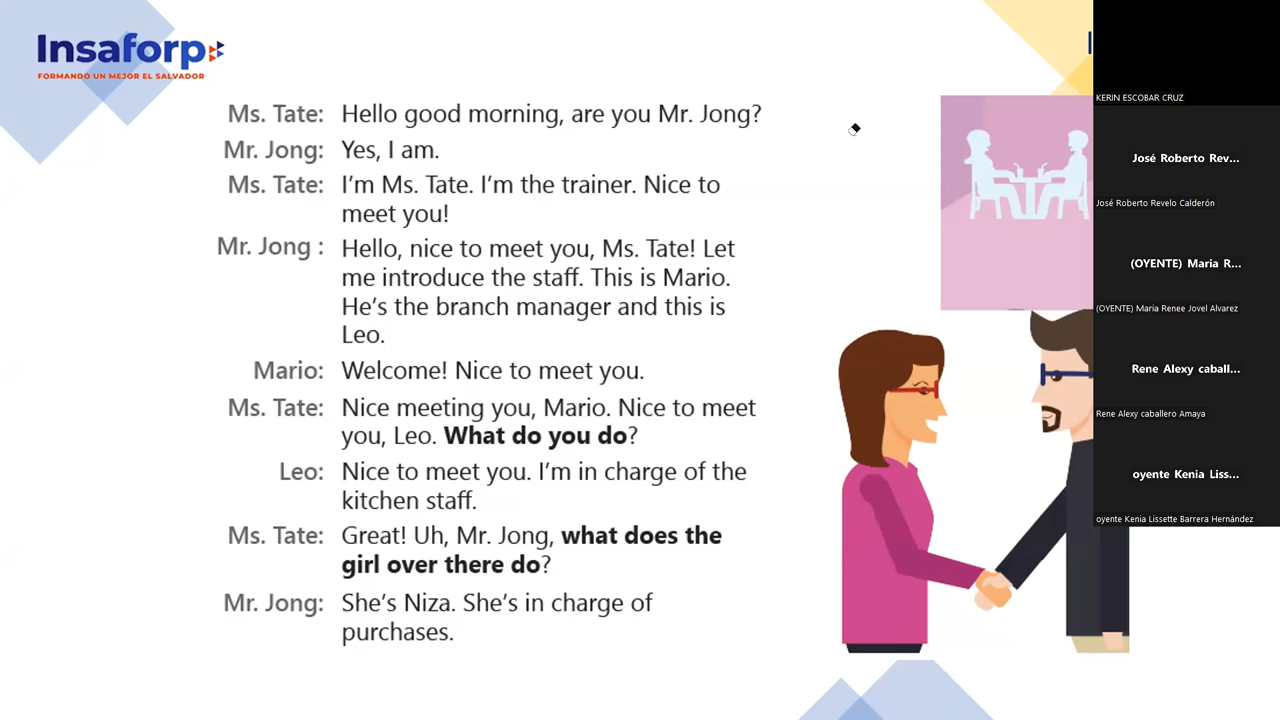 Insaforp
FORMANDO UN MEJOR EL SALVADOR
Ms. Tate: Hello good morning, are you Mr. Jong?
Mr. Jong: Yes, I am.
Ms. Tate: I'm Ms. Tate. I'm the trainer. Nice to
meet you!
Mr. Jong : Hello, nice to meet you, Ms. Tate! Let
me introduce the staff. This is Mario.
He's the branch manager and this is
Leo.
Mario: Welcome! Nice to meet you.
Ms. Tate: Nice meeting you, Mario. Nice to meet
you, Leo. What do you do?
Leo: Nice to meet you. I'm in charge of the
kitchen staff.
Ms. Tate: Great! Uh, Mr. Jong, what does the
girl over there do?
Mr. Jong: She's Niza. She's in charge of
purchases.
KERIN ESCOBAR CRUZ
José Roberto Rev...
José Roberto Revelo Calderón
(OYENTE) Maria R...
(OYENTE) Maria Renee Jovel Alvarez
Rene Alexy caball...
Rene Alexy caballero Amaya
oyente Kenia Liss...
oyente Kenia Lissette Barrera Hernández